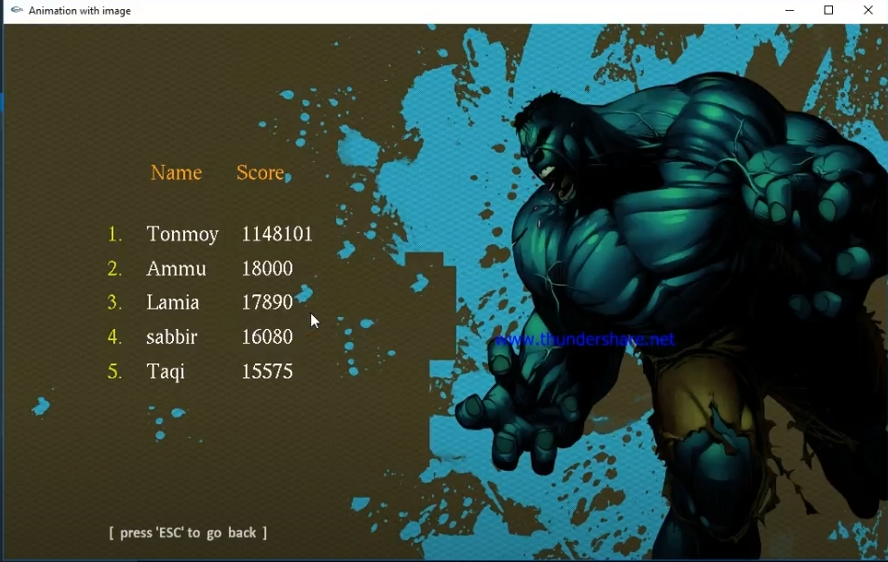 Animation with image
Name Score
1. Tonmoy 1148101
2. Ammu 18000
3. Lamia 17890
4. sabbir 16080
5. Taqi 15575
www.thundershare.net
[ press 'ESC' to go back ]